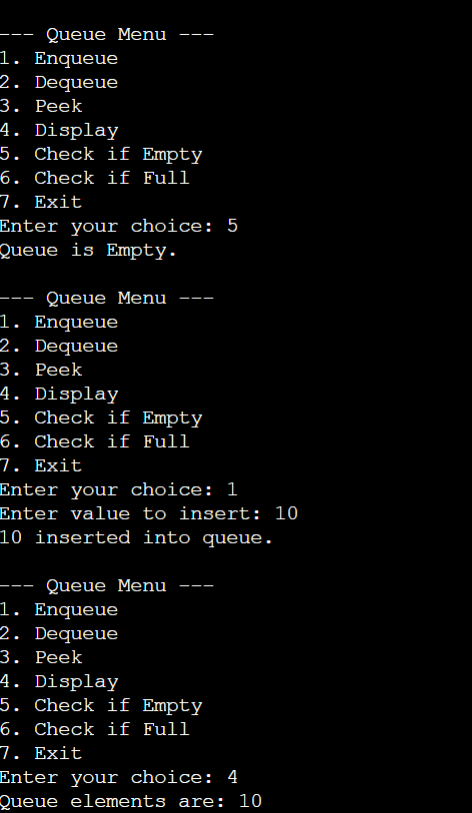 --- Queue Menu ---
1. Enqueue
2. Dequeue
3. Peek
4. Display
5. Check if Empty
6. Check if Full
7. Exit
Enter your choice: 5
Queue is Empty.

--- Queue Menu ---
1. Enqueue
2. Dequeue
3. Peek
4. Display
5. Check if Empty
6. Check if Full
7. Exit
Enter your choice: 1
Enter value to insert: 10
10 inserted into queue.

--- Queue Menu ---
1. Enqueue
2. Dequeue
3. Peek
4. Display
5. Check if Empty
6. Check if Full
7. Exit
Enter your choice: 4
Queue elements are: 10